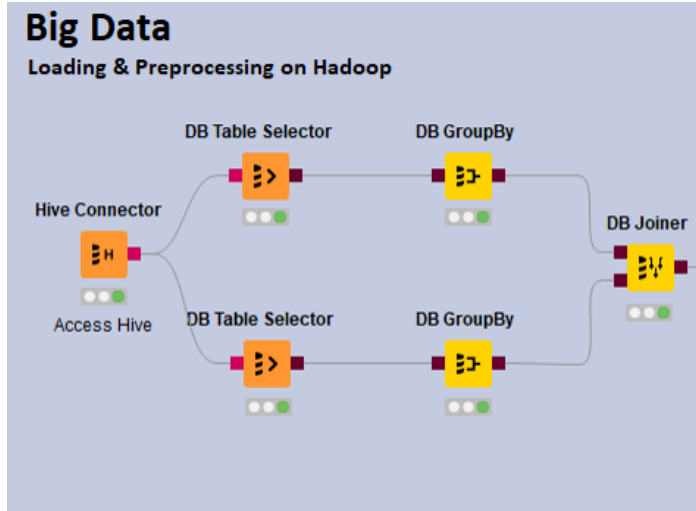 Big Data
Loading & Preprocessing on Hadoop
DB Table Selector
DB GroupBy
Hive Connector
H
Access Hive
DB Joiner
DB Table Selector
DB GroupBy